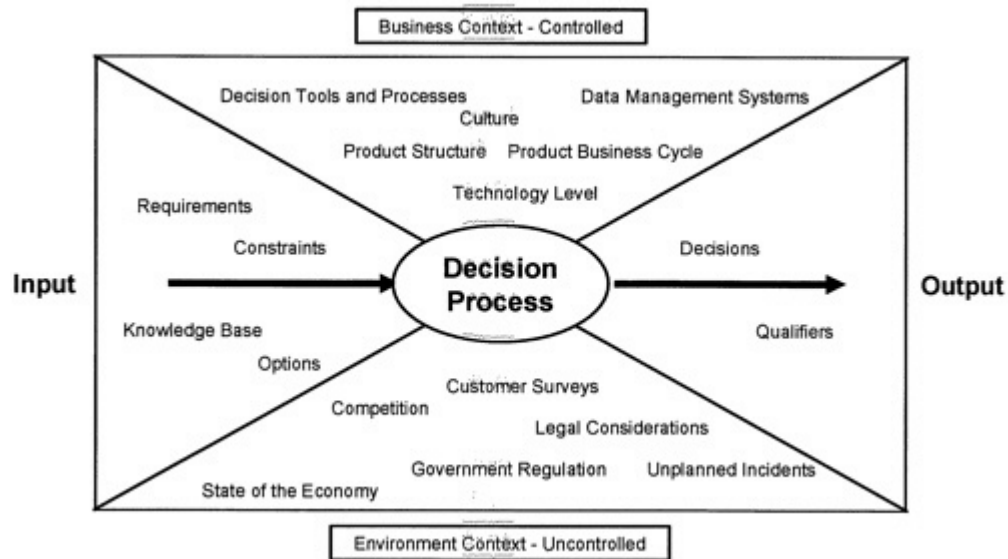 Business Context - Controlled
Decision Tools and Processes
Data Management Systems
Culture
Product Structure
Product Business Cycle
Technology Level
Requirements
Constraints
Decisions
Input
Decision
Process
Output
Knowledge Base
Qualifiers
Options
Customer Surveys
Competition
Legal Considerations
Government Regulation
Unplanned Incidents
State of the Economy
Environment Context - Uncontrolled